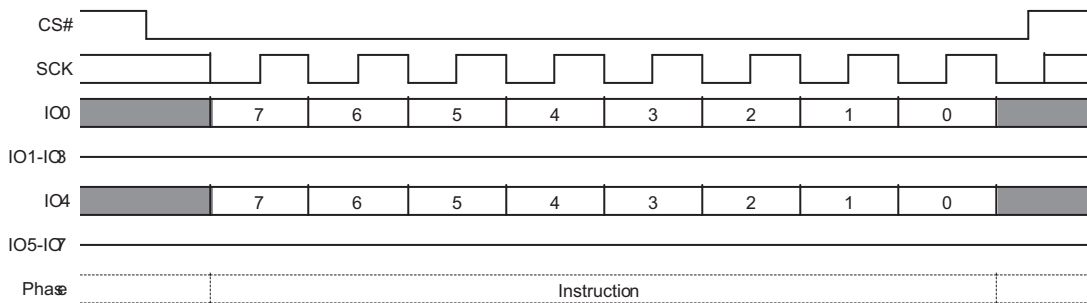 CS#
SCK
IO0 7 6 5 4 3 2 1 0
IO1-IO3
IO4 7 6 5 4 3 2 1 0
IO5-IO7
Phase Instruction